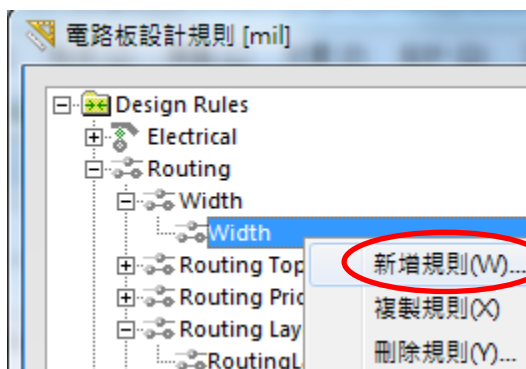 電路板設計規則 [mil]
Design Rules
Electrical
Routing
Width
Width
Routing Top
Routing Prio
Routing Lay
RoutingL
新增規則(W)...
複製規則(X)
刪除規則(Y)...